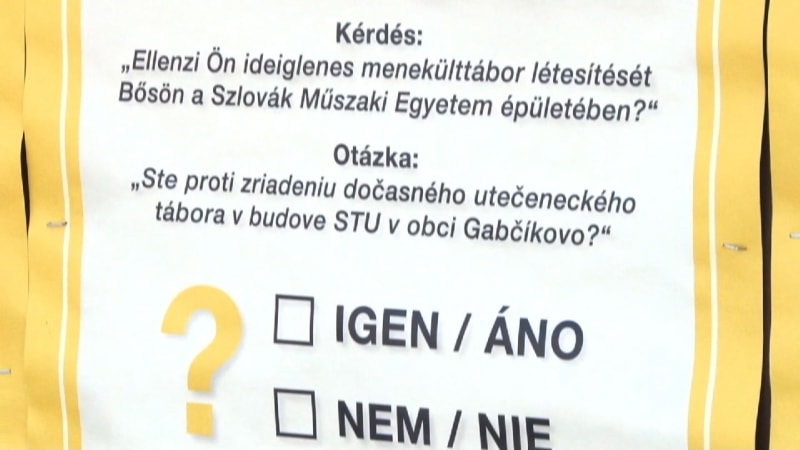 Kérdés:
„Ellenzi Ön ideiglenes menekülttábor létesítését
Bősön a Szlovák Műszaki Egyetem épületében?“
Otázka:
„Ste proti zriadeniu dočasného utečeneckého
tábora v budove STU v obci Gabčíkovo?“
?
IGEN / ÁNO
NEM / NIE